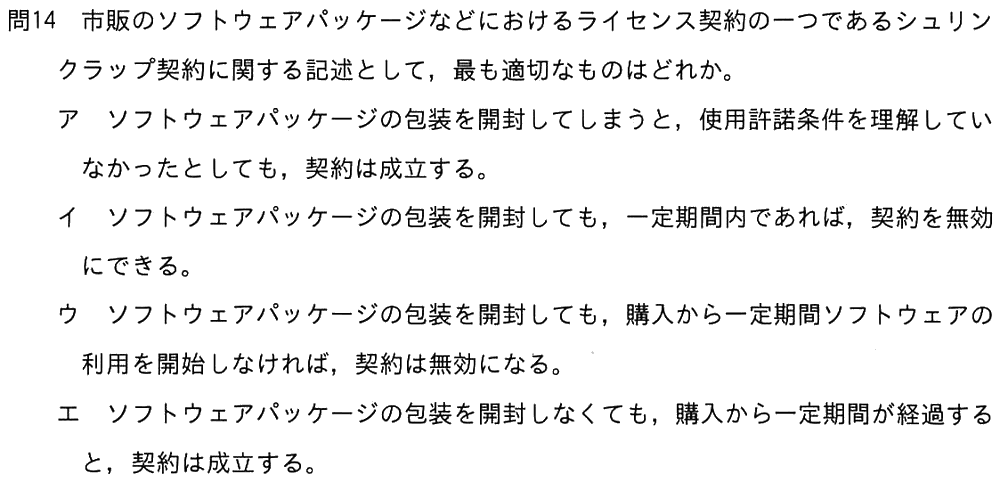 問14　市販のソフトウェアパッケージなどにおけるライセンス契約の一つであるシュリン
クラップ契約に関する記述として，最も適切なものはどれか。
ア　ソフトウェアパッケージの包装を開封してしまうと，使用許諾条件を理解してい
なかったとしても，契約は成立する。
イ　ソフトウェアパッケージの包装を開封しても，一定期間内であれば，契約を無効
にできる。
ウ　ソフトウェアパッケージの包装を開封しても，購入から一定期間ソフトウェアの
利用を開始しなければ，契約は無効になる。
エ　ソフトウェアパッケージの包装を開封しなくても，購入から一定期間が経過する
と，契約は成立する。